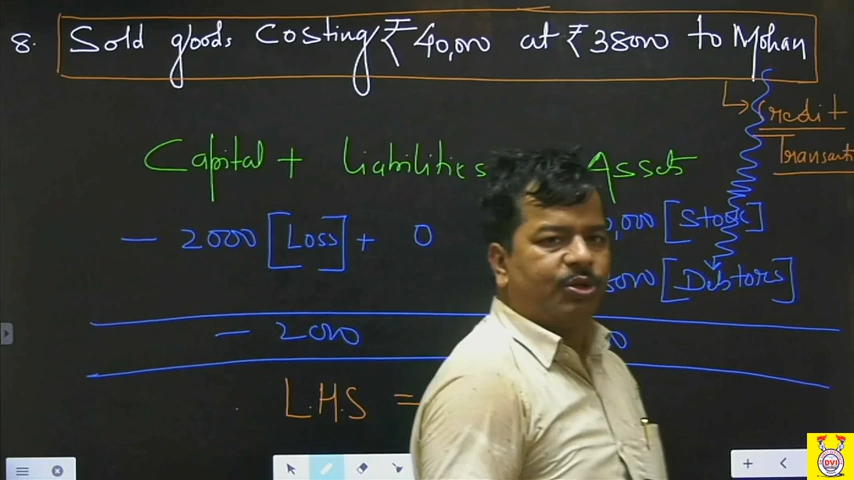 8. Sold goods Costing ₹40,000 at ₹38000 to Mohan
Credit
Capital + Liabilities Assets
- 2000 [Loss] + 0 [Stock]
[Debtors]
- 2000
L.H.S =
DVI